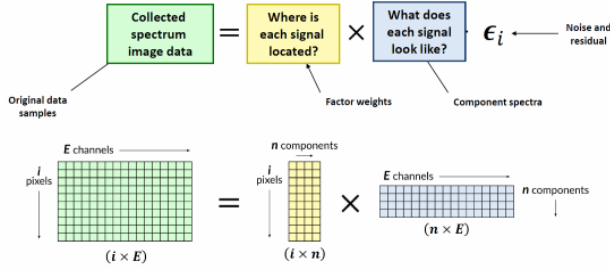 Collected
spectrum
image data
=
Where is
each signal
located?
×
What does
each signal
look like?
ϵi
Noise and
residual
Original data
samples
Factor weights
Component spectra
E channels
i
pixels
(i × E)
=
n components
i
pixels
(i × n)
×
E channels
n components
(n × E)